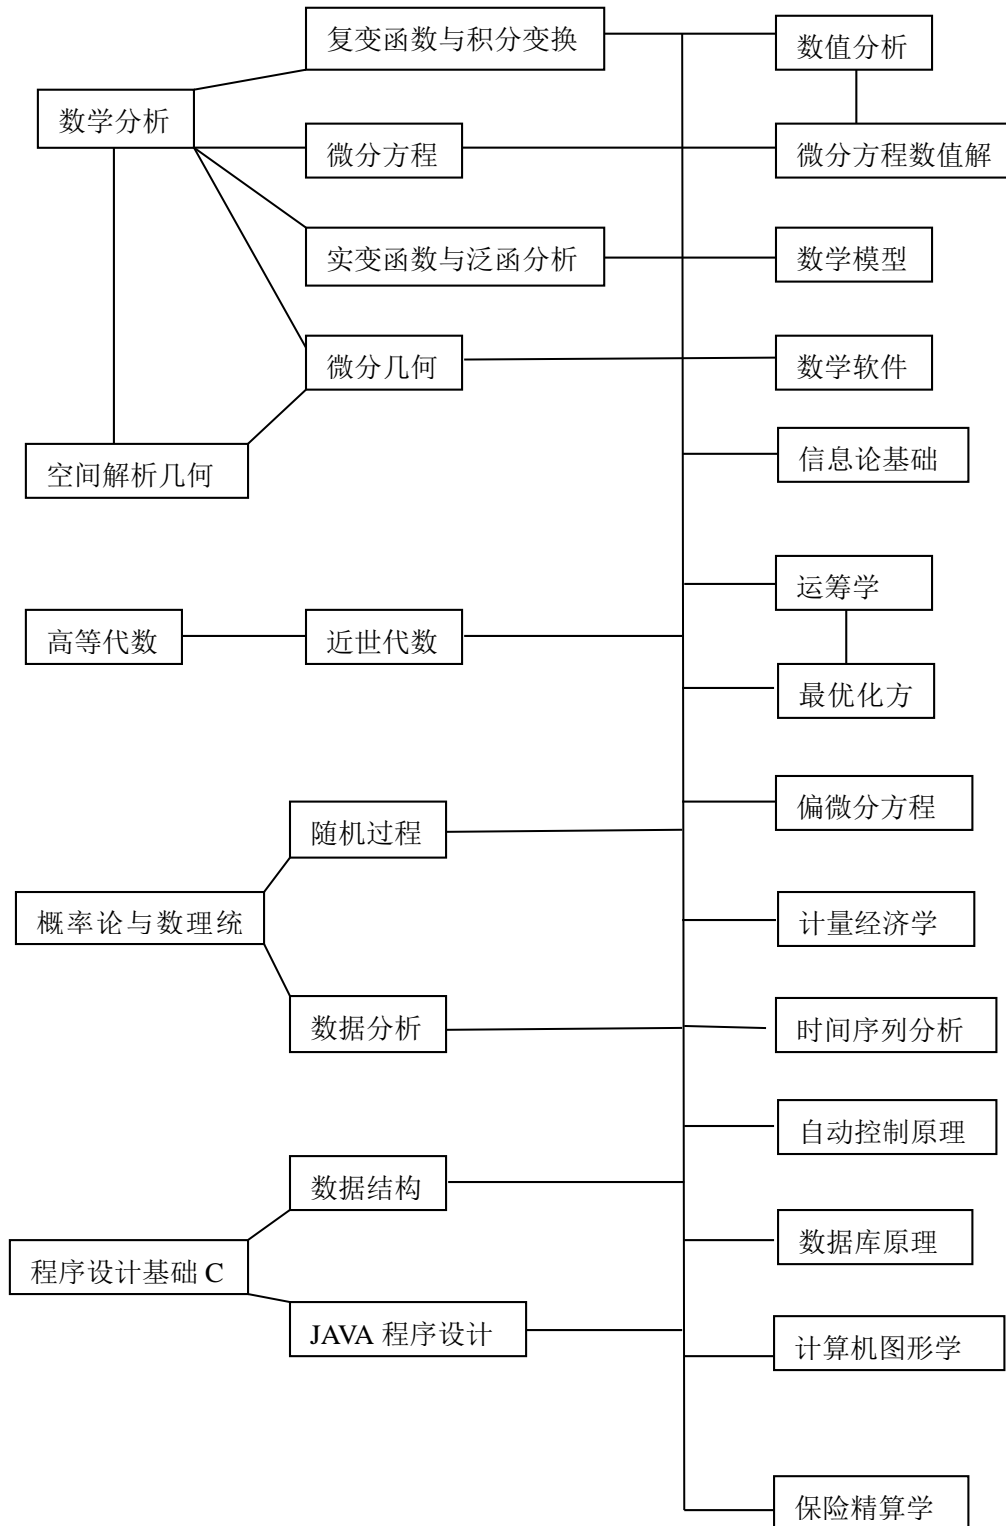 复变函数与积分变换
数值分析
数学分析
微分方程
微分方程数值解
实变函数与泛函分析
数学模型
微分几何
数学软件
信息论基础
空间解析几何
运筹学
高等代数
近世代数
最优化方
偏微分方程
随机过程
概率论与数理统
计量经济学
数据分析
时间序列分析
自动控制原理
数据结构
数据库原理
程序设计基础 C
JAVA 程序设计
计算机图形学
保险精算学